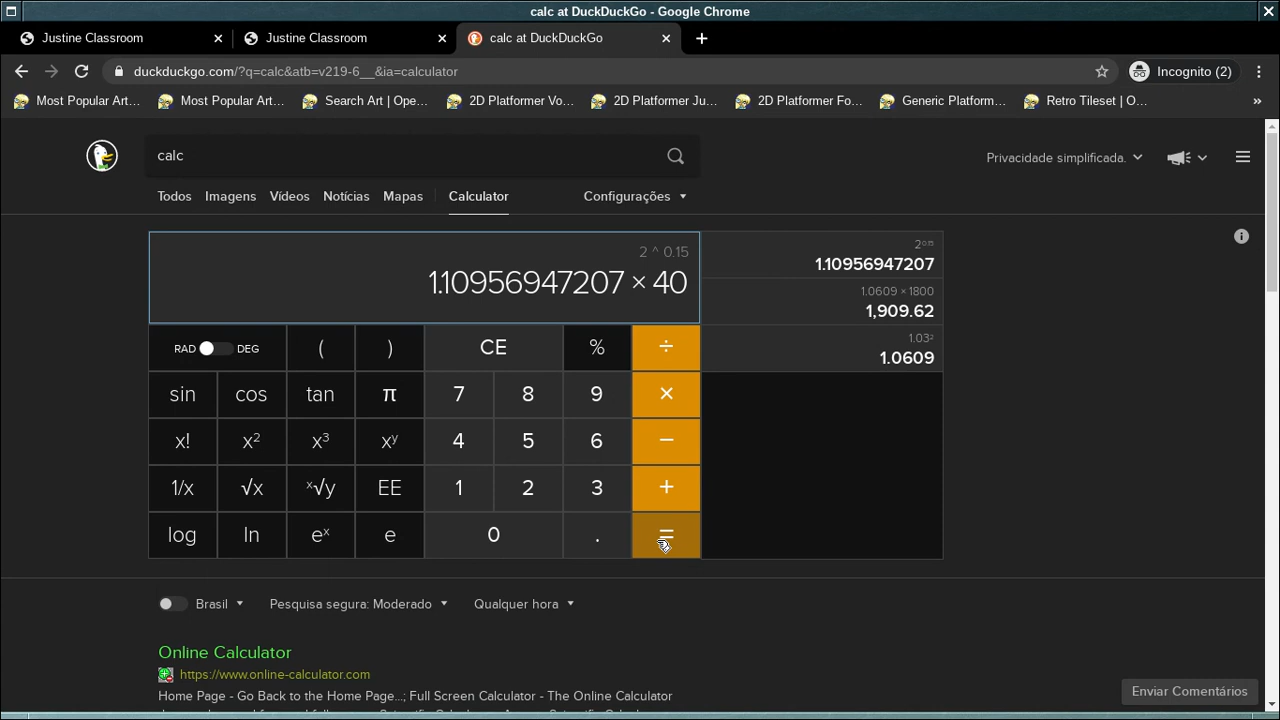 calc at DuckDuckGo - Google Chrome
Justine Classroom
Justine Classroom
calc at DuckDuckGo
duckduckgo.com/?q=calc&atb=v219-6__&ia=calculator
Incognito (2)
Most Popular Art…
Most Popular Art…
Search Art | Ope…
2D Platformer Vo…
2D Platformer Ju…
2D Platformer Fo…
Generic Platform…
Retro Tileset | O…
»
calc
Privacidade simplificada.
Todos
Imagens
Vídeos
Notícias
Mapas
Calculator
Configurações
2 ^ 0.15
1.10956947207 × 40
2⁰·¹⁵
1.10956947207
1.0609 × 1800
1,909.62
1.03²
1.0609
RAD DEG ( ) CE % ÷
sin cos tan π 7 8 9 ×
x! x² x³ xʸ 4 5 6 −
1/x √x ˣ√y EE 1 2 3 +
log ln eˣ e 0 . =
Brasil
Pesquisa segura: Moderado
Qualquer hora
Online Calculator
https://www.online-calculator.com
Home Page - Go Back to the Home Page...; Full Screen Calculator - The Online Calculator
Enviar Comentários